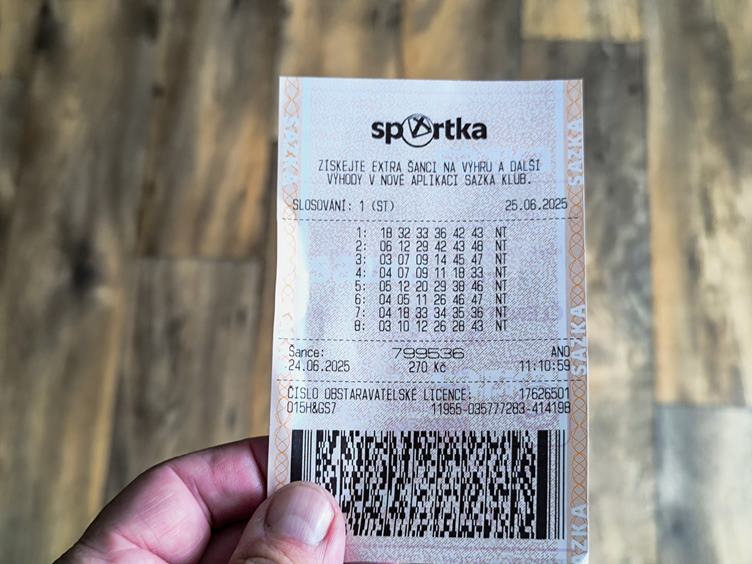 sportka
ZÍSKEJTE EXTRA ŠANCI NA VÝHRU A DALŠÍ
VÝHODY V NOVÉ APLIKACI SAZKA KLUB.
SLOSOVÁNÍ: 1 (ST) 25.06.2025
1: 18 32 33 36 42 43 NT
2: 06 12 29 42 43 48 NT
3: 03 07 09 14 45 47 NT
4: 04 07 09 11 18 33 NT
5: 05 12 20 29 38 46 NT
6: 04 05 11 26 46 47 NT
7: 04 18 33 34 35 36 NT
8: 03 10 12 26 28 43 NT
Šance: 799536 ANO
24.06.2025 270 Kč 11:10:59
ČÍSLO OBSTARAVATELSKÉ LICENCE: 17626501
015H&GS7 11955-035777283-414198
SAZKA
SAZKA